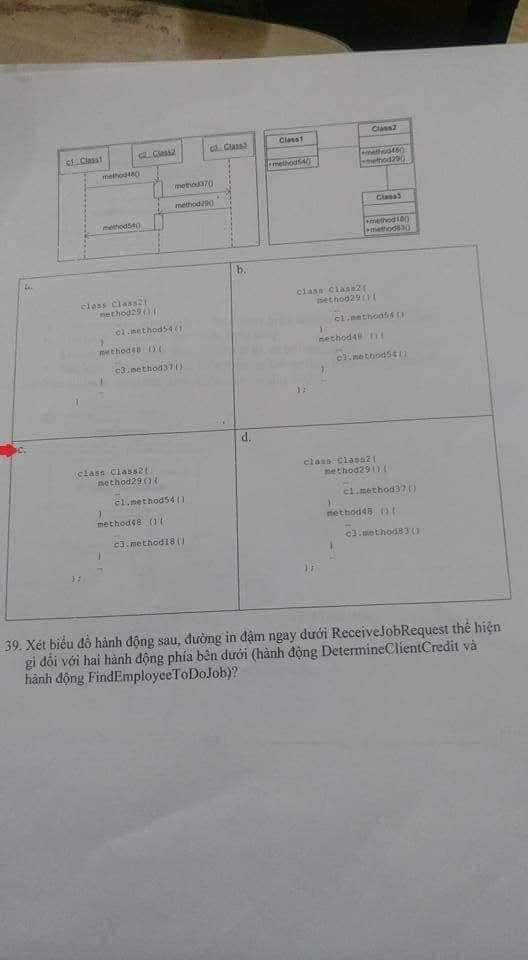 c1 : Class1
c2 : Class2
c3 : Class3
method48()
method37()
method29()
method54()
Class1
+method54()
Class2
+method48()
+method29()
Class3
+method18()
+method83()
a.
class Class2{
method29(){
…
c1.method54()
}
method48 (){
…
c3.method37()
}
…
}
b.
class Class2{
method29(){
…
c1.method54()
}
method48 (){
…
c3.method54()
}
…
};
c.
class Class2{
method29(){
…
c1.method54()
}
method48 (){
…
c3.method18()
}
…
};
d.
class Class2{
method29(){
…
c1.method37()
}
method48 (){
…
c3.method83()
}
…
};
39. Xét biểu đồ hành động sau, đường in đậm ngay dưới ReceiveJobRequest thể hiện
gì đối với hai hành động phía bên dưới (hành động DetermineClientCredit và
hành động FindEmployeeToDoJob)?